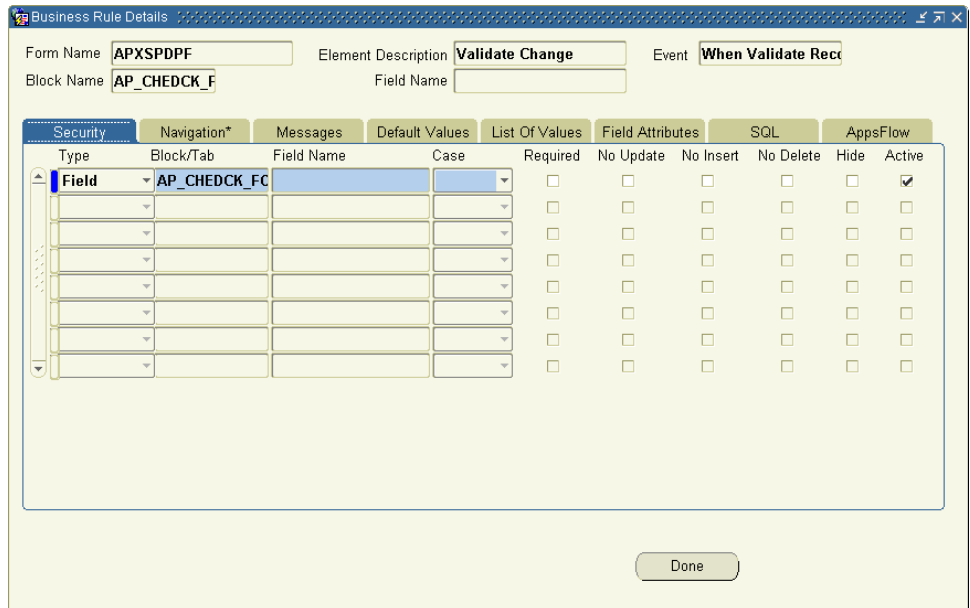 Business Rule Details
Form Name APXSPDPF Element Description Validate Change Event When Validate Reco
Block Name AP_CHEDCK_F Field Name
Security Navigation* Messages Default Values List Of Values Field Attributes SQL AppsFlow
Type Block/Tab Field Name Case Required No Update No Insert No Delete Hide Active
Field AP_CHEDCK_FO
Done